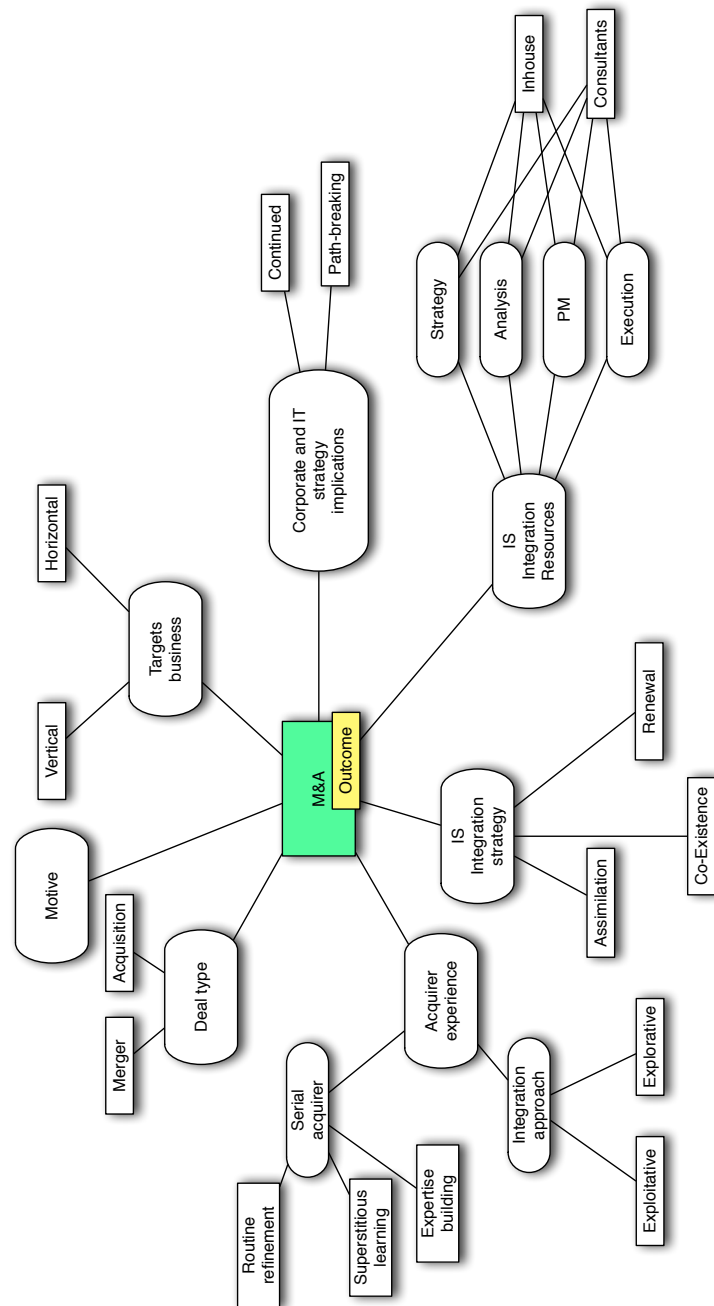 Motive
Vertical
Horizontal
Targets
business
Acquisition
Merger
Deal type
Continued
Path-breaking
Corporate and IT
strategy
implications
M&A
Outcome
Routine
refinement
Serial
acquirer
Superstitious
learning
Expertise
building
Acquirer
experience
Integration
approach
Exploitative
Explorative
IS
Integration
strategy
Assimilation
Co-Existence
Renewal
IS
Integration
Resources
Strategy
Analysis
PM
Execution
Inhouse
Consultants